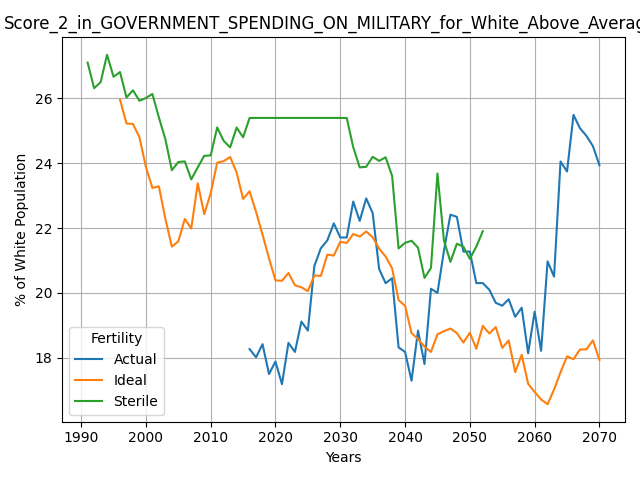 Score_2_in_GOVERNMENT_SPENDING_ON_MILITARY_for_White_Above_Averag
% of White Population
26
24
22
20
18
Fertility
Actual
Ideal
Sterile
1990 2000 2010 2020 2030 2040 2050 2060 2070
Years